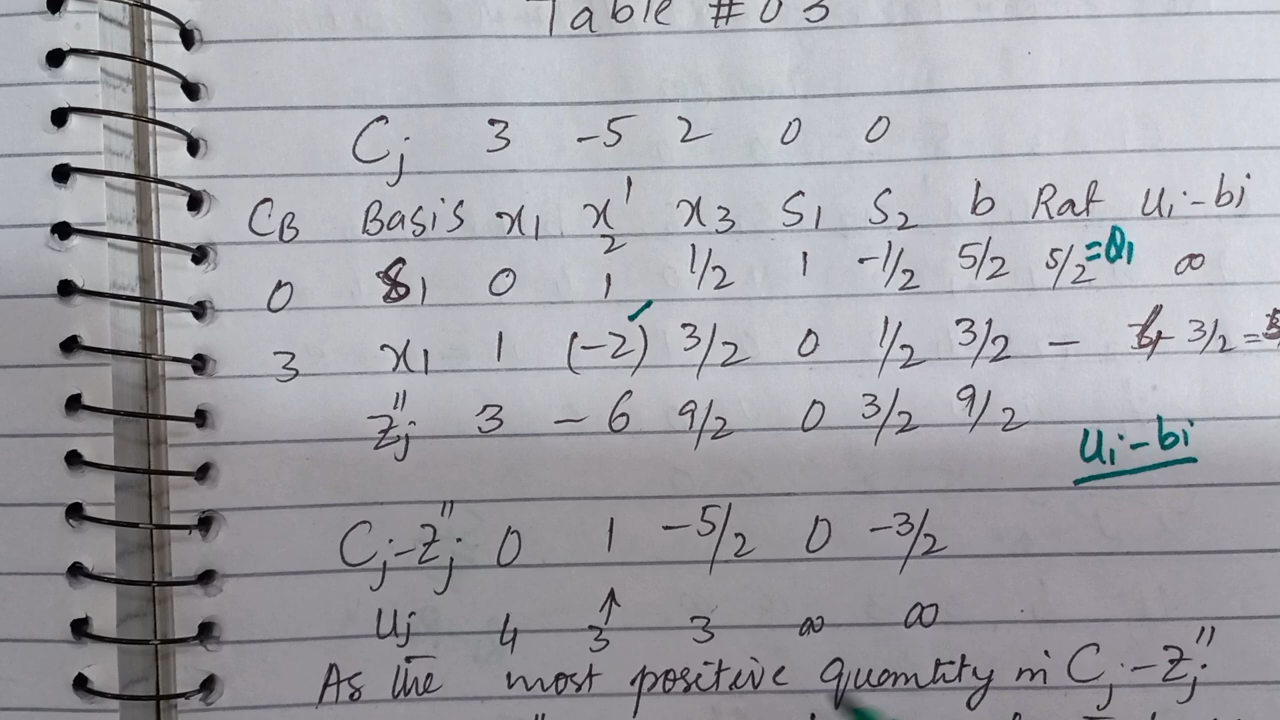 Table #03
Cj 3 -5 2 0 0
CB Basis x1 x2' x3 S1 S2 b Rat Ui-bi
0 S1 0 1 1/2 1 -1/2 5/2 5/2 =θ1 ∞
3 x1 1 (-2) 3/2 0 1/2 3/2 — 3/2 =
Zj'' 3 -6 9/2 0 3/2 9/2
Ui-bi
Cj-Zj'' 0 1 -5/2 0 -3/2
Uj 4 3 ↑ 3 ∞ ∞
As the most positive quantity in Cj-Zj''